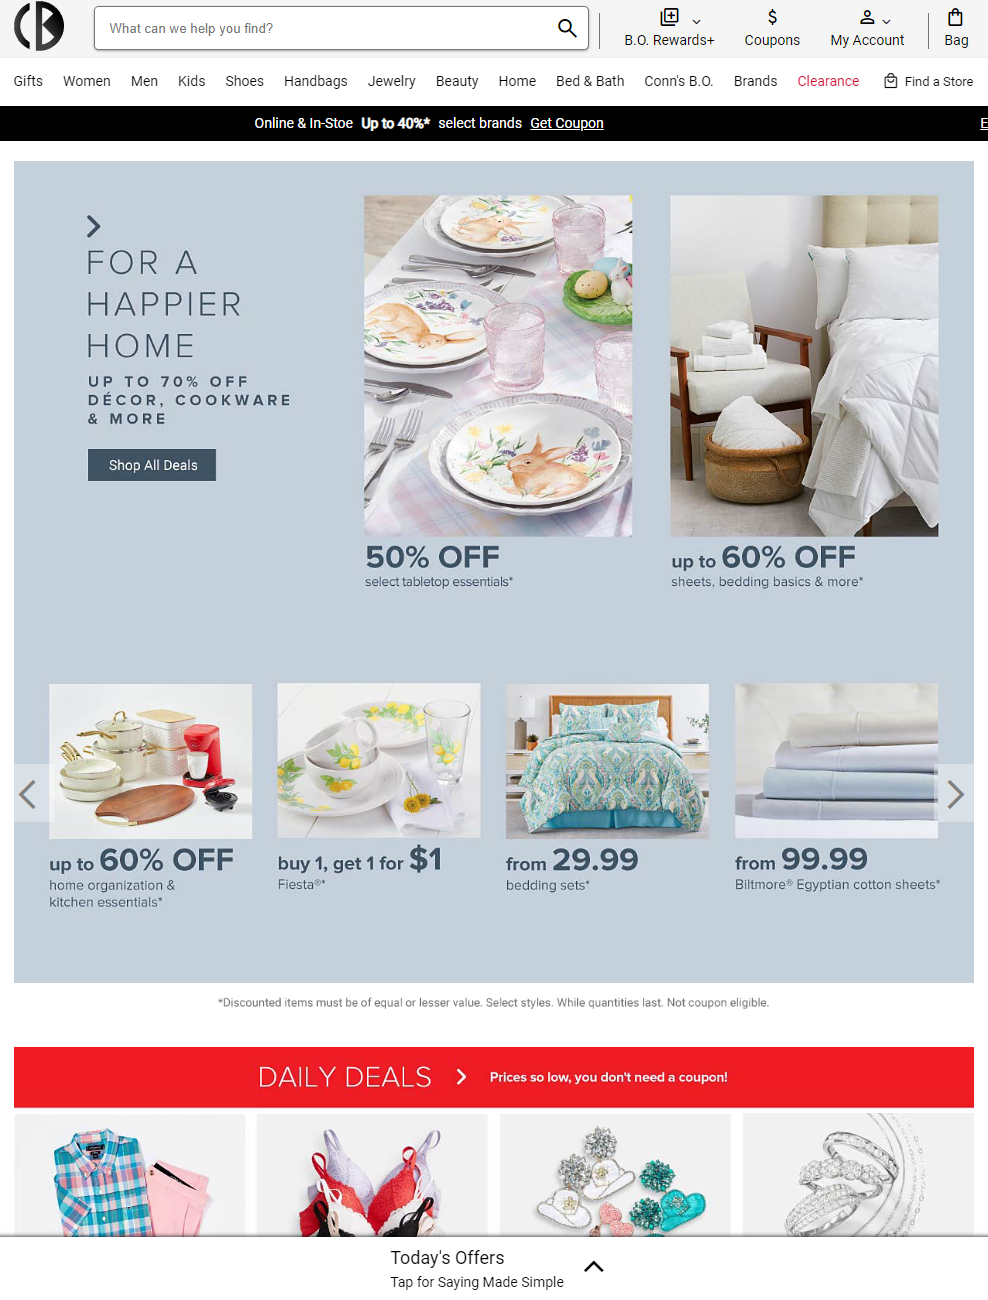 CB
What can we help you find?
B.O. Rewards+
Coupons
My Account
Bag
Gifts Women Men Kids Shoes Handbags Jewelry Beauty Home Bed & Bath Conn's B.O. Brands Clearance Find a Store
Online & In-Stoe Up to 40%* select brands Get Coupon
E
FOR A
HAPPIER
HOME
UP TO 70% OFF
DÉCOR, COOKWARE
& MORE
Shop All Deals
50% OFF
select tabletop essentials*
up to 60% OFF
sheets, bedding basics & more*
up to 60% OFF
home organization &
kitchen essentials*
buy 1, get 1 for $1
Fiesta®*
from 29.99
bedding sets*
from 99.99
Biltmore® Egyptian cotton sheets*
*Discounted items must be of equal or lesser value. Select styles. While quantities last. Not coupon eligible.
DAILY DEALS
Prices so low, you don't need a coupon!
Today's Offers
Tap for Saying Made Simple